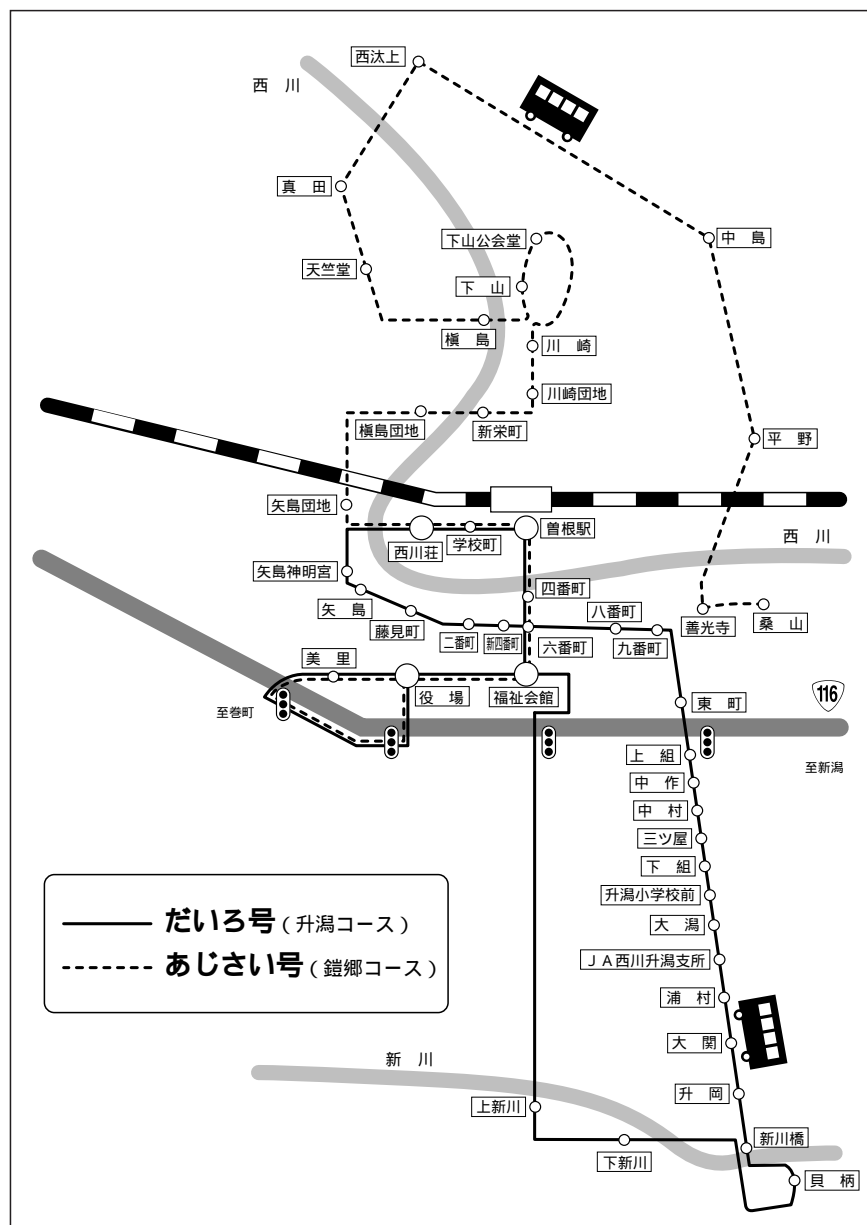 西汰上
西 川
真 田
下山公会堂
中 島
天竺堂
下 山
槇 島
川 崎
川崎団地
槇島団地
新栄町
平 野
矢島団地
曽根駅
西川荘
学校町
西 川
矢島神明宮
四番町
矢 島
八番町
善光寺
桑 山
藤見町
二番町
新四番町
六番町
九番町
美 里
役 場
福祉会館
東 町
116
至巻町
上 組
至新潟
中 作
中 村
三ツ屋
下 組
升潟小学校前
だいろ号(升潟コース)
大 潟
あじさい号(鎧郷コース)
JA西川升潟支所
浦 村
大 関
新 川
升 岡
上新川
新川橋
下新川
貝 柄